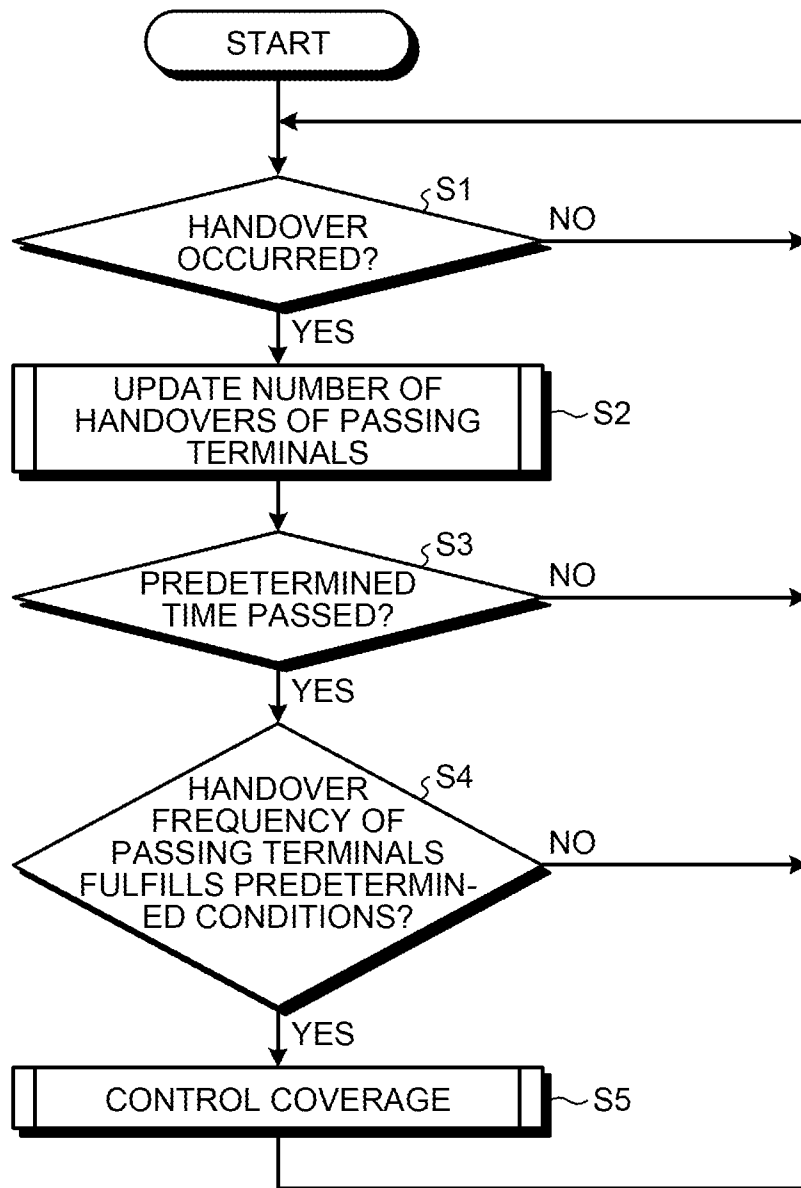 START
S1
HANDOVER
OCCURRED?
NO
YES
UPDATE NUMBER OF
HANDOVERS OF PASSING
TERMINALS
S2
S3
PREDETERMINED
TIME PASSED?
NO
YES
S4
HANDOVER
FREQUENCY OF
PASSING TERMINALS
FULFILLS PREDETERMIN-
ED CONDITIONS?
NO
YES
CONTROL COVERAGE
S5